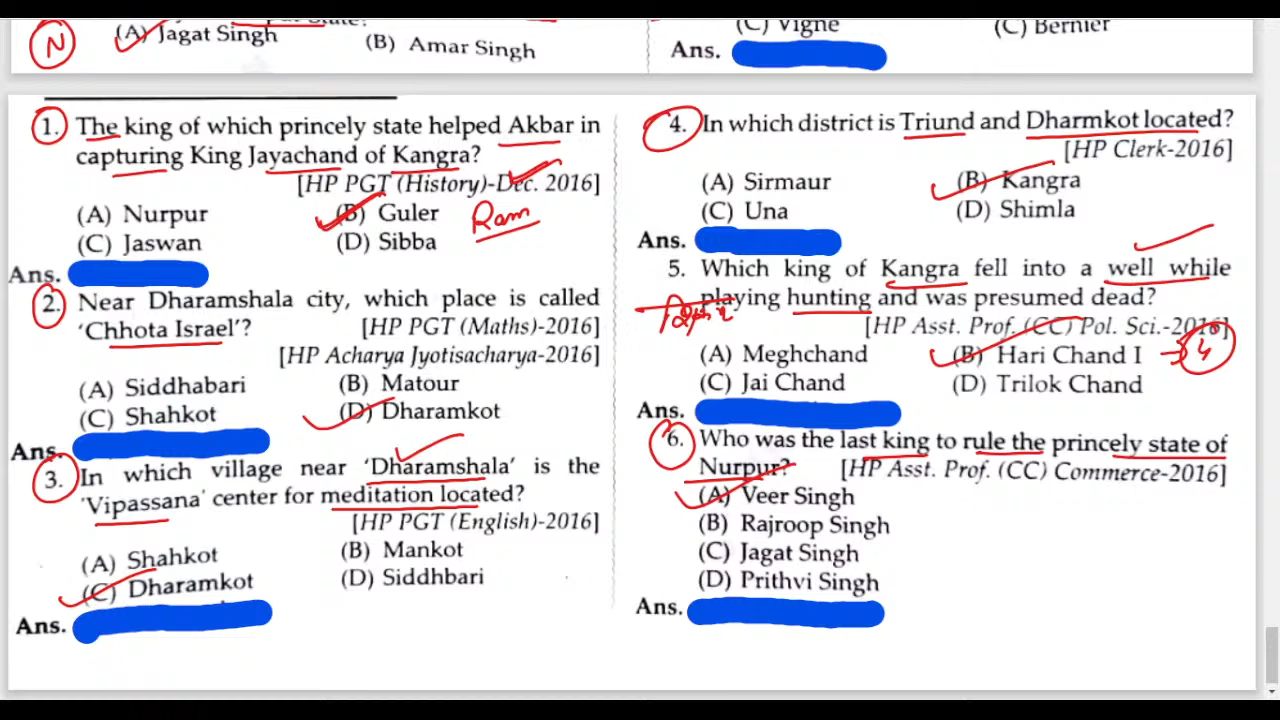 N
(A) Jagat Singh
(B) Amar Singh
(C) Vigne
(C) Bernier
Ans.
1. The king of which princely state helped Akbar in
capturing King Jayachand of Kangra?
[HP PGT (History)-Dec. 2016]
(A) Nurpur
(B) Guler
Ram
(C) Jaswan
(D) Sibba
Ans.
2. Near Dharamshala city, which place is called
‘Chhota Israel’?
[HP PGT (Maths)-2016]
[HP Acharya Jyotisacharya-2016]
(A) Siddhabari
(B) Matour
(C) Shahkot
(D) Dharamkot
Ans.
3. In which village near ‘Dharamshala’ is the
‘Vipassana’ center for meditation located?
[HP PGT (English)-2016]
(A) Shahkot
(B) Mankot
(C) Dharamkot
(D) Siddhbari
Ans.
4. In which district is Triund and Dharmkot located?
[HP Clerk-2016]
(A) Sirmaur
(B) Kangra
(C) Una
(D) Shimla
Ans.
5. Which king of Kangra fell into a well while
playing hunting and was presumed dead?
[HP Asst. Prof. (CC) Pol. Sci.-2016]
(A) Meghchand
(B) Hari Chand I
(C) Jai Chand
(D) Trilok Chand
Ans.
6. Who was the last king to rule the princely state of
Nurpur?
[HP Asst. Prof. (CC) Commerce-2016]
(A) Veer Singh
(B) Rajroop Singh
(C) Jagat Singh
(D) Prithvi Singh
Ans.